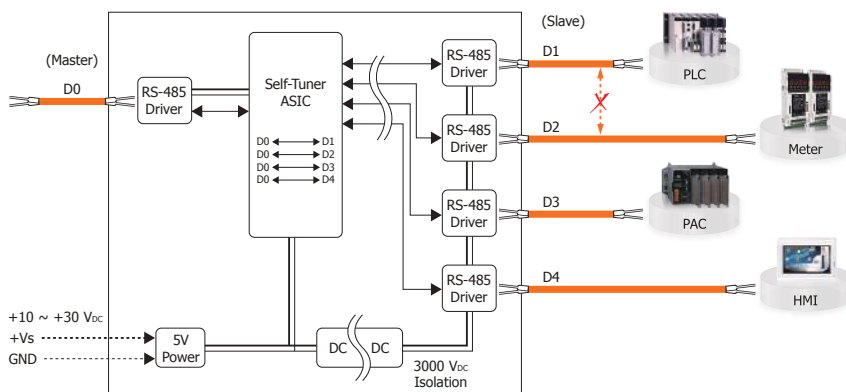 (Master)
D0
RS-485
Driver
Self-Tuner
ASIC
D0 D1
D0 D2
D0 D3
D0 D4
RS-485
Driver
RS-485
Driver
RS-485
Driver
RS-485
Driver
(Slave)
D1
PLC
D2
Meter
D3
PAC
D4
HMI
+10 ~ +30 VDC
+Vs
GND
5V
Power
DC DC
3000 VDC
Isolation